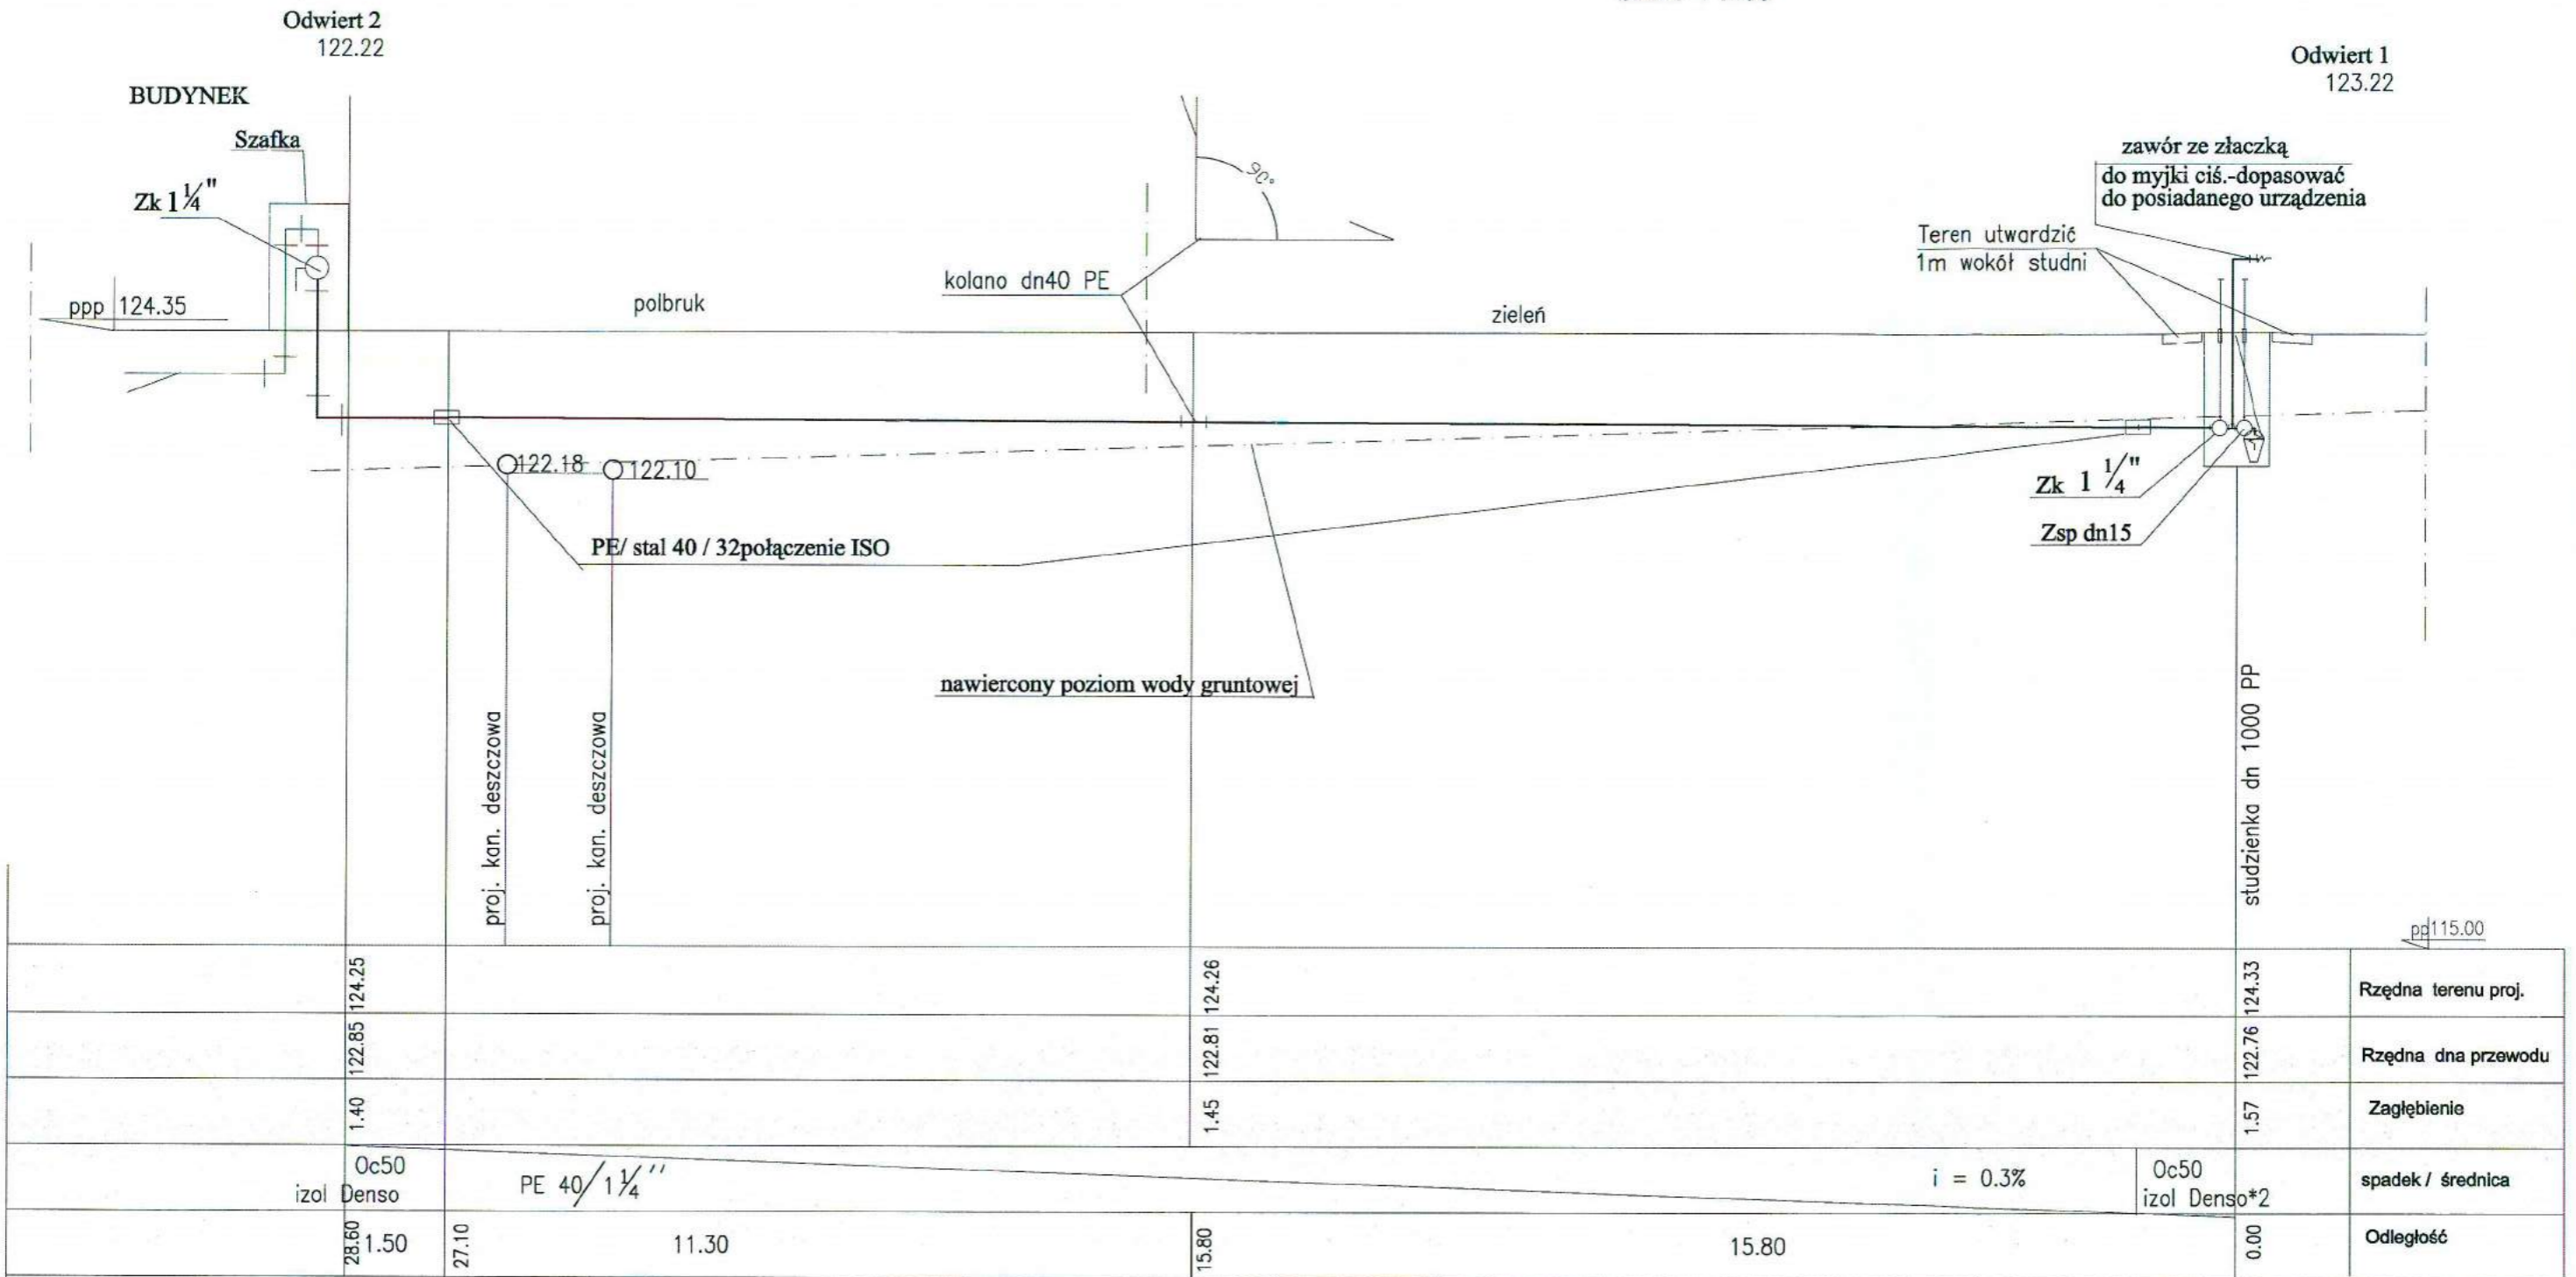 Odwiert 2
122.22
Odwiert 1
123.22
BUDYNEK
Szafka
Zk 1 1/4"
ppp 124.35
polbruk
kolano dn40 PE
90°
zieleń
zawór ze złaczką
do myjki ciś.-dopasować
do posiadanego urządzenia
Teren utwardzić
1m wokół studni
122.18
122.10
PE/ stal 40 / 32połączenie ISO
Zk 1 1/4"
Zsp dn15
nawiercony poziom wody gruntowej
proj. kan. deszczowa
proj. kan. deszczowa
studzienka dn 1000 PP
pp 115.00
124.25 124.26 124.33 Rzędna terenu proj.
122.85 122.81 122.76 Rzędna dna przewodu
1.40 1.45 1.57 Zagłębienie
Oc50
izol Denso
PE 40/1 1/4''
i = 0.3%
Oc50
izol Denso*2
spadek / średnica
28.60 1.50 27.10 11.30 15.80 15.80 0.00 Odległość